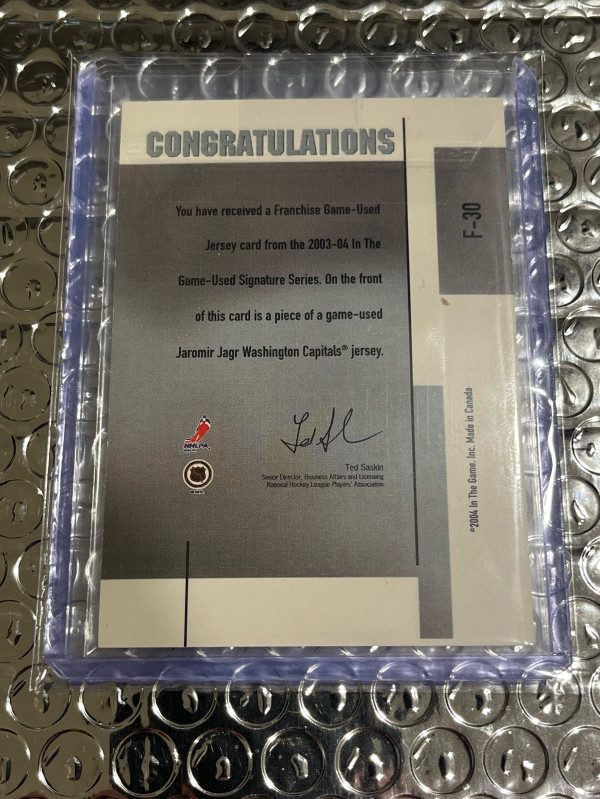 CONGRATULATIONS
You have received a Franchise Game-Used
Jersey card from the 2003-04 In The
Game-Used Signature Series. On the front
of this card is a piece of a game-used
Jaromir Jagr Washington Capitals® jersey.
NHLPA
Ted Saskin
Senior Director, Business Affairs and Licensing
National Hockey League Players' Association
F-30
©2004 In The Game, Inc. Made in Canada